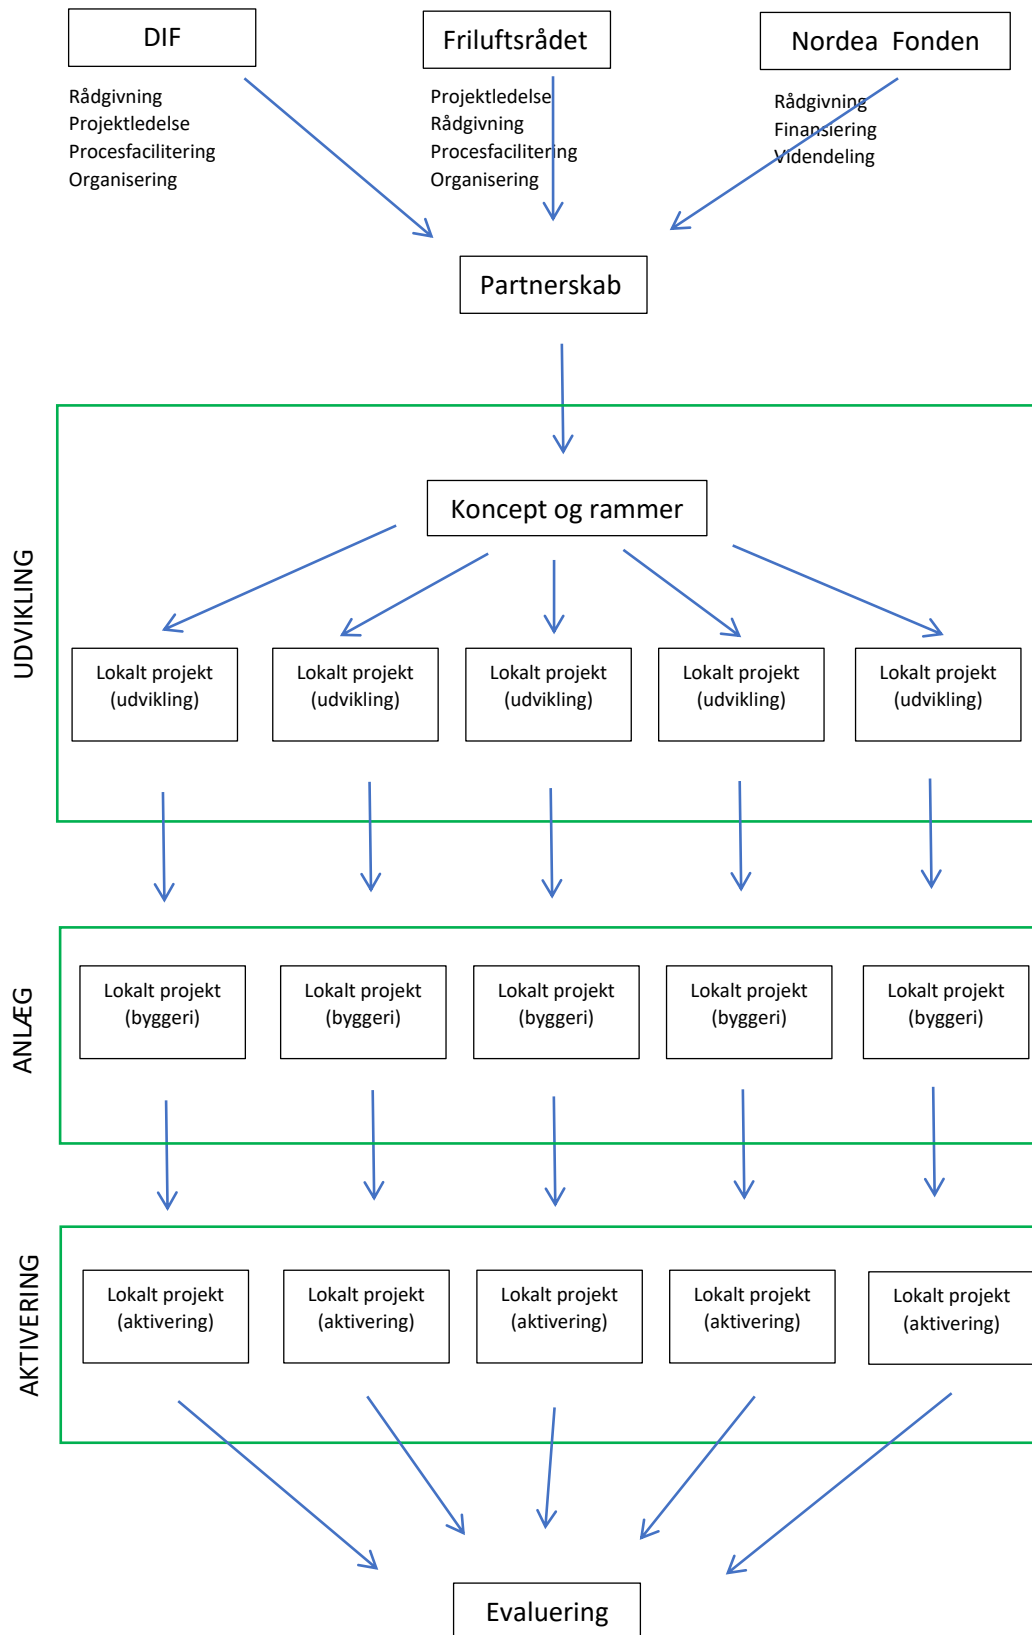 DIF
Friluftsrådet
Nordea Fonden
Rådgivning
Projektledelse
Procesfacilitering
Organisering
Projektledelse
Rådgivning
Procesfacilitering
Organisering
Rådgivning
Finansiering
Videndeling
Partnerskab
UDVIKLING
Koncept og rammer
Lokalt projekt
(udvikling)
Lokalt projekt
(udvikling)
Lokalt projekt
(udvikling)
Lokalt projekt
(udvikling)
Lokalt projekt
(udvikling)
ANLÆG
Lokalt projekt
(byggeri)
Lokalt projekt
(byggeri)
Lokalt projekt
(byggeri)
Lokalt projekt
(byggeri)
Lokalt projekt
(byggeri)
AKTIVERING
Lokalt projekt
(aktivering)
Lokalt projekt
(aktivering)
Lokalt projekt
(aktivering)
Lokalt projekt
(aktivering)
Lokalt projekt
(aktivering)
Evaluering